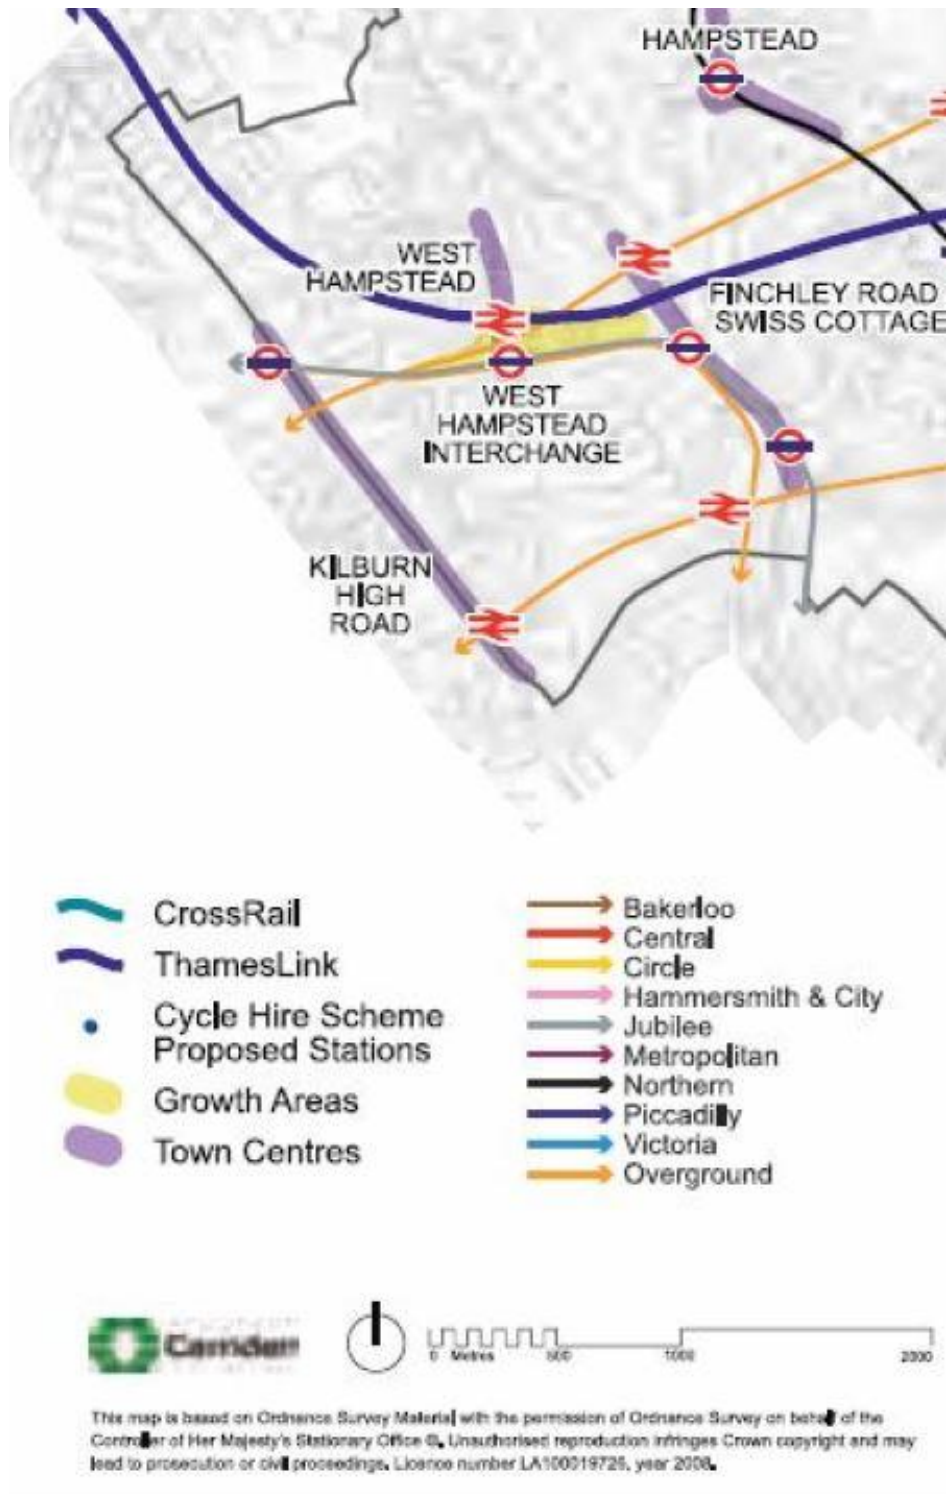 HAMPSTEAD
WEST
HAMPSTEAD
FINCHLEY ROAD
SWISS COTTAGE
WEST
HAMPSTEAD
INTERCHANGE
KILBURN
HIGH
ROAD
CrossRail
ThamesLink
Cycle Hire Scheme
Proposed Stations
Growth Areas
Town Centres
Bakerloo
Central
Circle
Hammersmith & City
Jubilee
Metropolitan
Northern
Piccadilly
Victoria
Overground
Camden
0 Metres 500 1000 2000
This map is based on Ordnance Survey Material with the permission of Ordnance Survey on behalf of the
Controller of Her Majesty's Stationary Office ©. Unauthorised reproduction infringes Crown copyright and may
lead to prosecution or civil proceedings. Licence number LA100019726, year 2008.